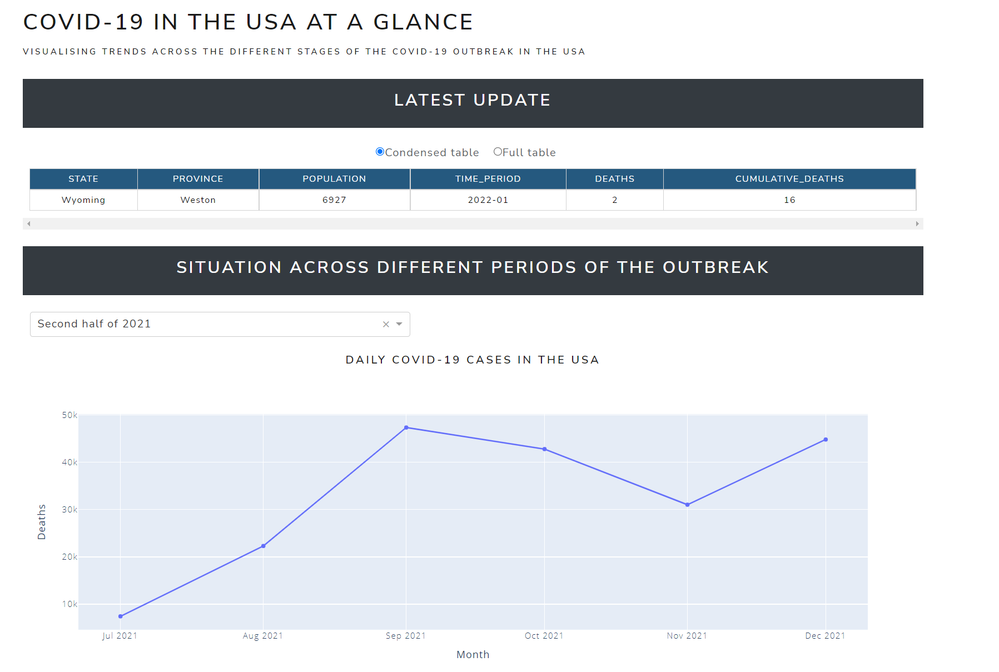 COVID-19 IN THE USA AT A GLANCE
VISUALISING TRENDS ACROSS THE DIFFERENT STAGES OF THE COVID-19 OUTBREAK IN THE USA
LATEST UPDATE
Condensed table Full table
STATE PROVINCE POPULATION TIME_PERIOD DEATHS CUMULATIVE_DEATHS
Wyoming Weston 6927 2022-01 2 16
SITUATION ACROSS DIFFERENT PERIODS OF THE OUTBREAK
Second half of 2021
DAILY COVID-19 CASES IN THE USA
50k
40k
30k
20k
10k
Deaths
Jul 2021 Aug 2021 Sep 2021 Oct 2021 Nov 2021 Dec 2021
Month